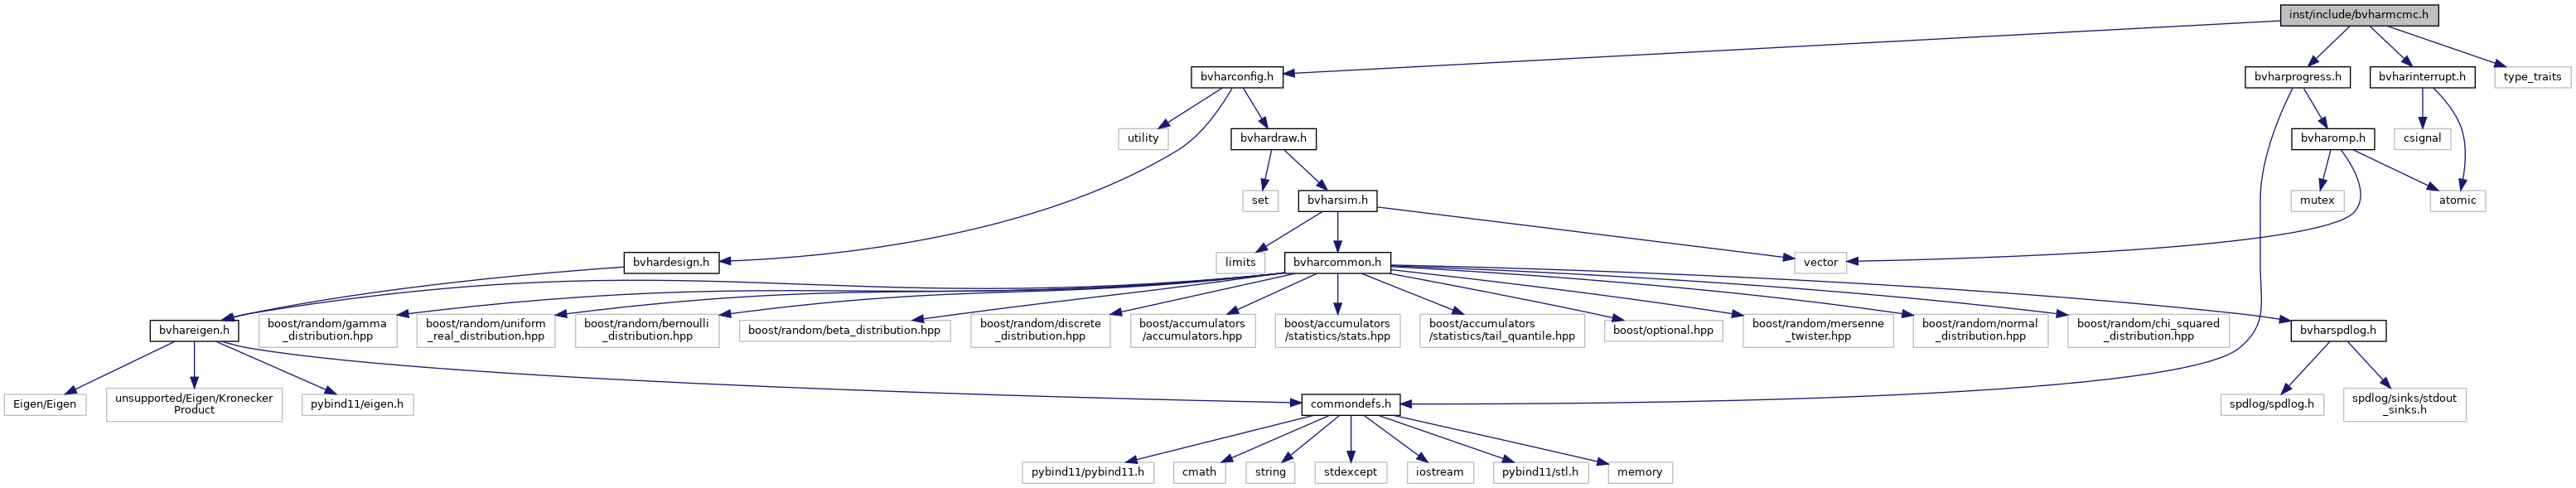 inst/include/bvharmcmc.h
bvharconfig.h
bvharprogress.h
bvharinterrupt.h
type_traits
utility
bvhardraw.h
bvharomp.h
csignal
set
bvharsim.h
mutex
atomic
bvhardesign.h
limits
bvharcommon.h
vector
bvhareigen.h
boost/random/gamma
_distribution.hpp
boost/random/uniform
_real_distribution.hpp
boost/random/bernoulli
_distribution.hpp
boost/random/beta_distribution.hpp
boost/random/discrete
_distribution.hpp
boost/accumulators
/accumulators.hpp
boost/accumulators
/statistics/stats.hpp
boost/accumulators
/statistics/tail_quantile.hpp
boost/optional.hpp
boost/random/mersenne
_twister.hpp
boost/random/normal
_distribution.hpp
boost/random/chi_squared
_distribution.hpp
bvharspdlog.h
Eigen/Eigen
unsupported/Eigen/Kronecker
Product
pybind11/eigen.h
commondefs.h
spdlog/spdlog.h
spdlog/sinks/stdout
_sinks.h
pybind11/pybind11.h
cmath
string
stdexcept
iostream
pybind11/stl.h
memory